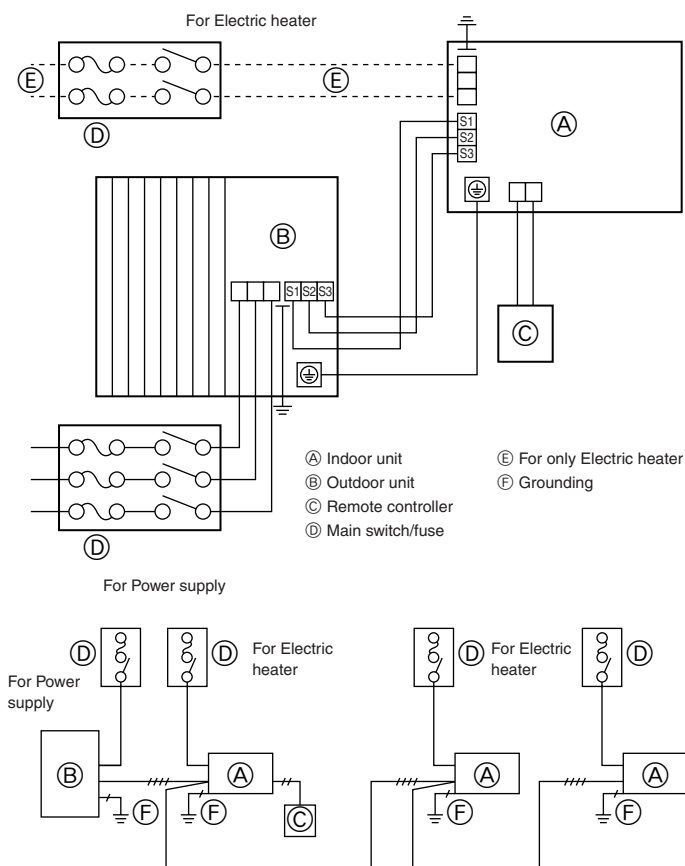 For Electric heater
Ⓔ Ⓔ
Ⓓ
Ⓐ
S1
S2
S3
Ⓑ
S1 S2 S3
Ⓒ
Ⓐ Indoor unit
Ⓑ Outdoor unit
Ⓒ Remote controller
Ⓓ Main switch/fuse
Ⓔ For only Electric heater
Ⓕ Grounding
Ⓓ
For Power supply
Ⓓ Ⓓ For Electric
heater
Ⓓ For Electric
heater
Ⓓ
For Power
supply
Ⓑ Ⓐ Ⓐ Ⓐ
Ⓕ Ⓕ Ⓒ Ⓕ Ⓕ